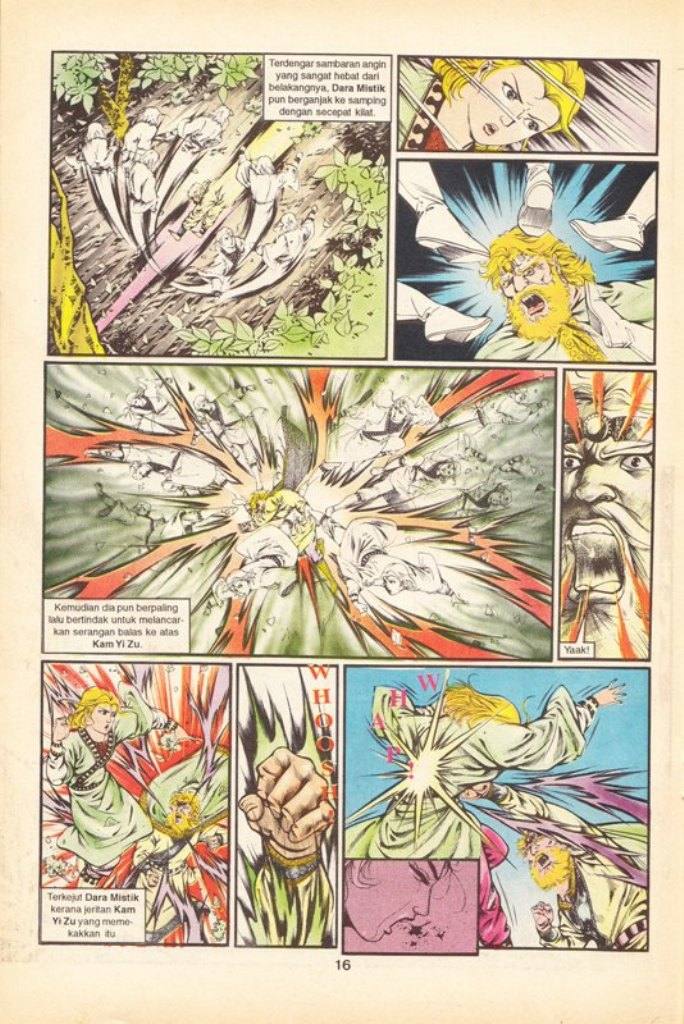 Terdengar sambaran angin
yang sangat hebat dari
belakangnya, Dara Mistik
pun berganjak ke samping
dengan secepat kilat.
Kemudian dia pun berpaling
lalu bertindak untuk melancar-
kan serangan balas ke atas
Kam Yi Zu.
Yaak!
Terkejut Dara Mistik
kerana jeritan Kam
Yi Zu yang meme-
kakkan itu
WHOOSH
WHAP!
16